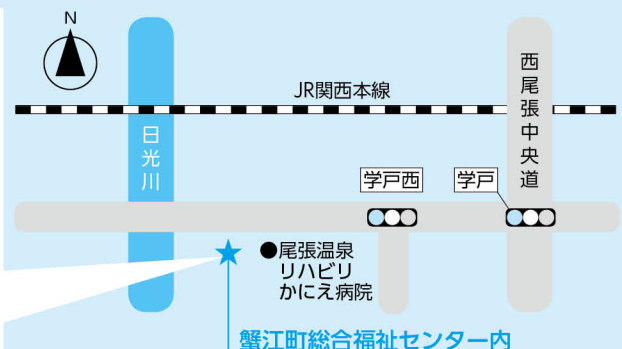 N
JR関西本線
西尾張中央道
日光川
学戸西
学戸
●尾張温泉
リハビリ
かにえ病院
蟹江町総合福祉センター内